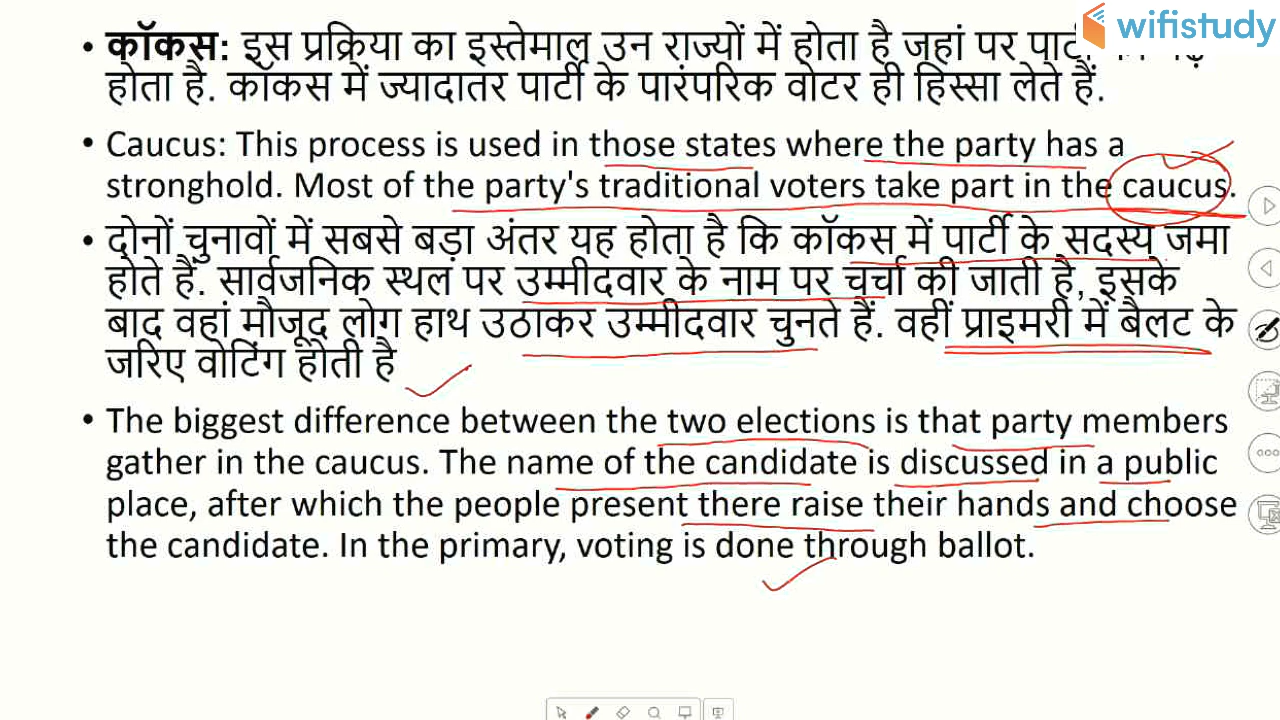 wifistudy
• कॉकस: इस प्रक्रिया का इस्तेमाल उन राज्यों में होता है जहां पर
होता है. कॉकस में ज्यादातर पार्टी के पारंपरिक वोटर ही हिस्सा लेते हैं.
• Caucus: This process is used in those states where the party has a
stronghold. Most of the party's traditional voters take part in the caucus.
• दोनों चुनावों में सबसे बड़ा अंतर यह होता है कि कॉकस में पार्टी के सदस्य जमा
होते हैं. सार्वजनिक स्थल पर उम्मीदवार के नाम पर चर्चा की जाती है, इसके
बाद वहां मौजूद लोग हाथ उठाकर उम्मीदवार चुनते हैं. वहीं प्राइमरी में बैलट के
जरिए वोटिंग होती है
• The biggest difference between the two elections is that party members
gather in the caucus. The name of the candidate is discussed in a public
place, after which the people present there raise their hands and choose
the candidate. In the primary, voting is done through ballot.